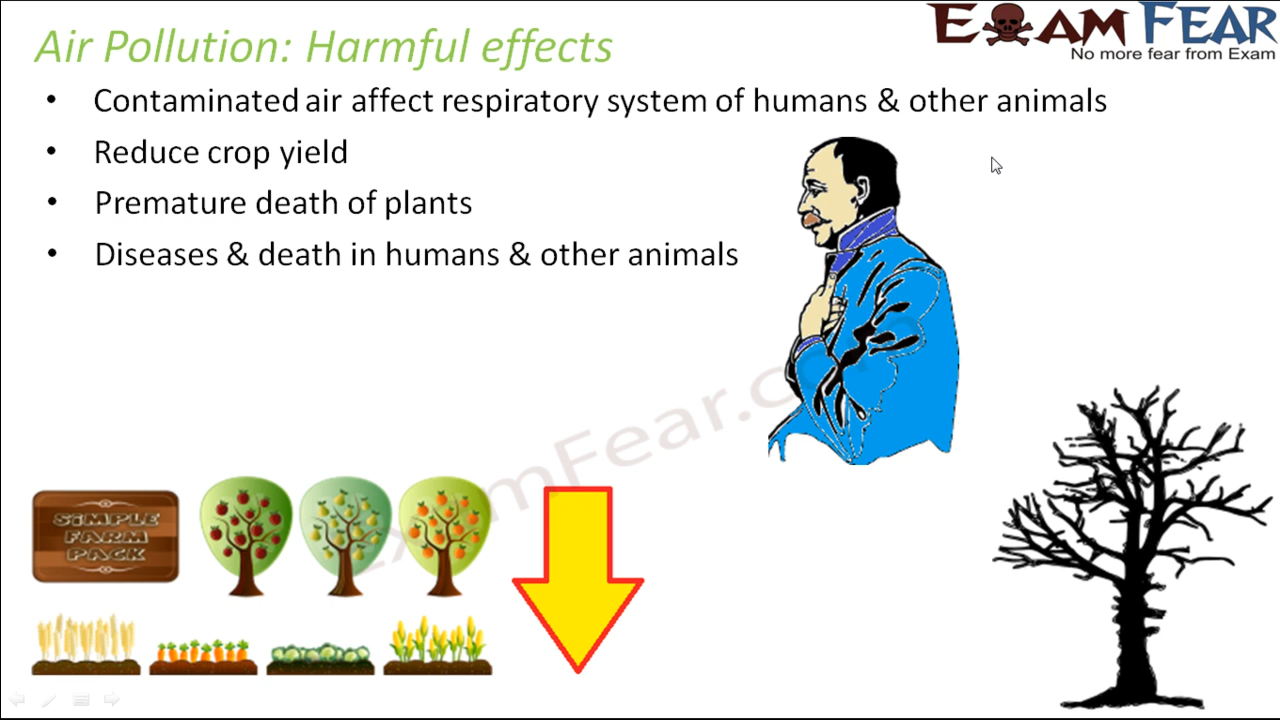 Air Pollution: Harmful effects
EXAM FEAR
No more fear from Exam
• Contaminated air affect respiratory system of humans & other animals
• Reduce crop yield
• Premature death of plants
• Diseases & death in humans & other animals
ExamFear.com
SIMPLE
FARM
PACK